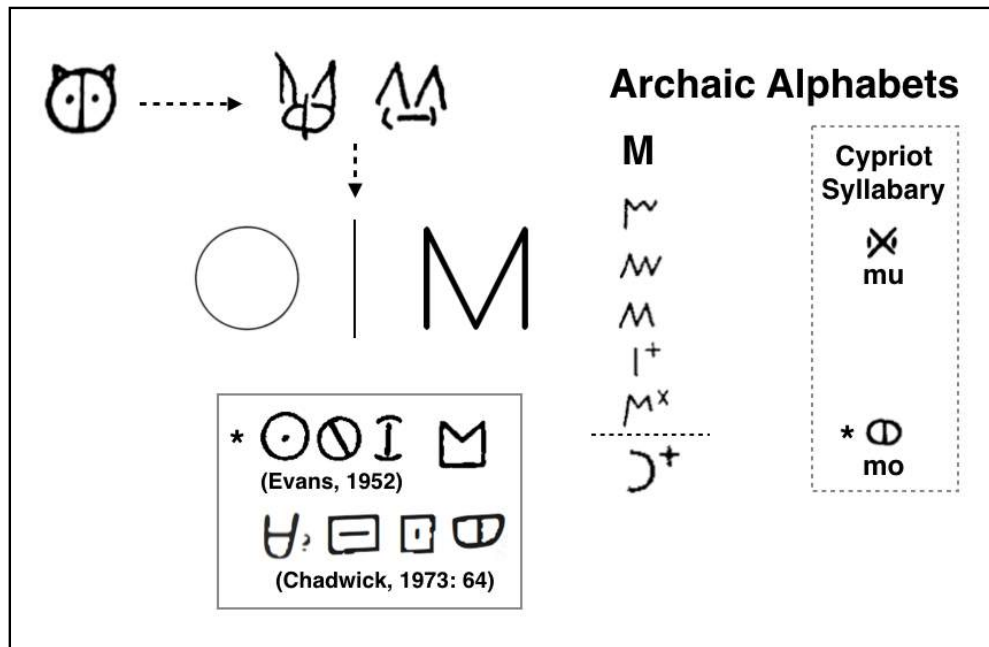 Archaic Alphabets
M
Cypriot
Syllabary
mu
M
*
(Evans, 1952)
(Chadwick, 1973: 64)
* 
mo